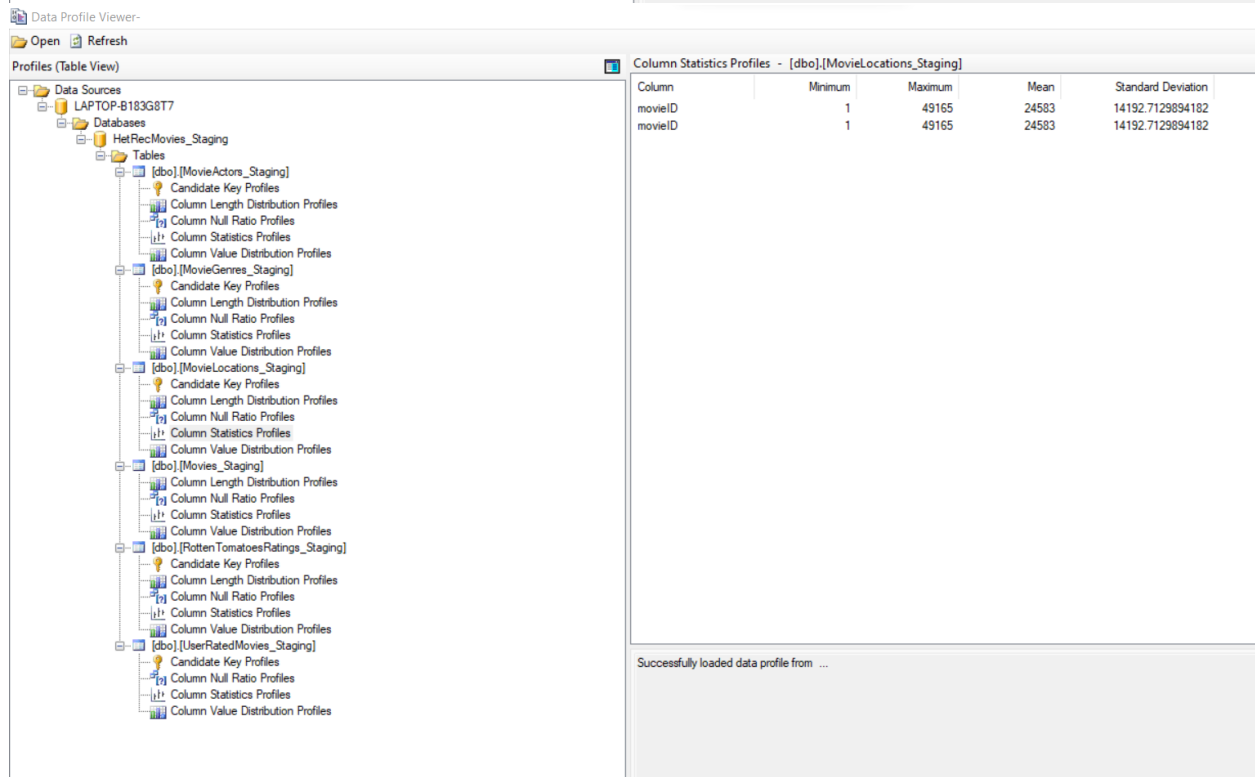 Data Profile Viewer-
Open Refresh
Profiles (Table View)
Data Sources
LAPTOP-B183G8T7
Databases
HetRecMovies_Staging
Tables
[dbo].[MovieActors_Staging]
Candidate Key Profiles
Column Length Distribution Profiles
Column Null Ratio Profiles
Column Statistics Profiles
Column Value Distribution Profiles
[dbo].[MovieGenres_Staging]
Candidate Key Profiles
Column Length Distribution Profiles
Column Null Ratio Profiles
Column Statistics Profiles
Column Value Distribution Profiles
[dbo].[MovieLocations_Staging]
Candidate Key Profiles
Column Length Distribution Profiles
Column Null Ratio Profiles
Column Statistics Profiles
Column Value Distribution Profiles
[dbo].[Movies_Staging]
Column Length Distribution Profiles
Column Null Ratio Profiles
Column Statistics Profiles
Column Value Distribution Profiles
[dbo].[RottenTomatoesRatings_Staging]
Candidate Key Profiles
Column Length Distribution Profiles
Column Null Ratio Profiles
Column Statistics Profiles
Column Value Distribution Profiles
[dbo].[UserRatedMovies_Staging]
Candidate Key Profiles
Column Null Ratio Profiles
Column Statistics Profiles
Column Value Distribution Profiles
Column Statistics Profiles - [dbo].[MovieLocations_Staging]
Column Minimum Maximum Mean Standard Deviation
movieID 1 49165 24583 14192.7129894182
movieID 1 49165 24583 14192.7129894182
Successfully loaded data profile from ...